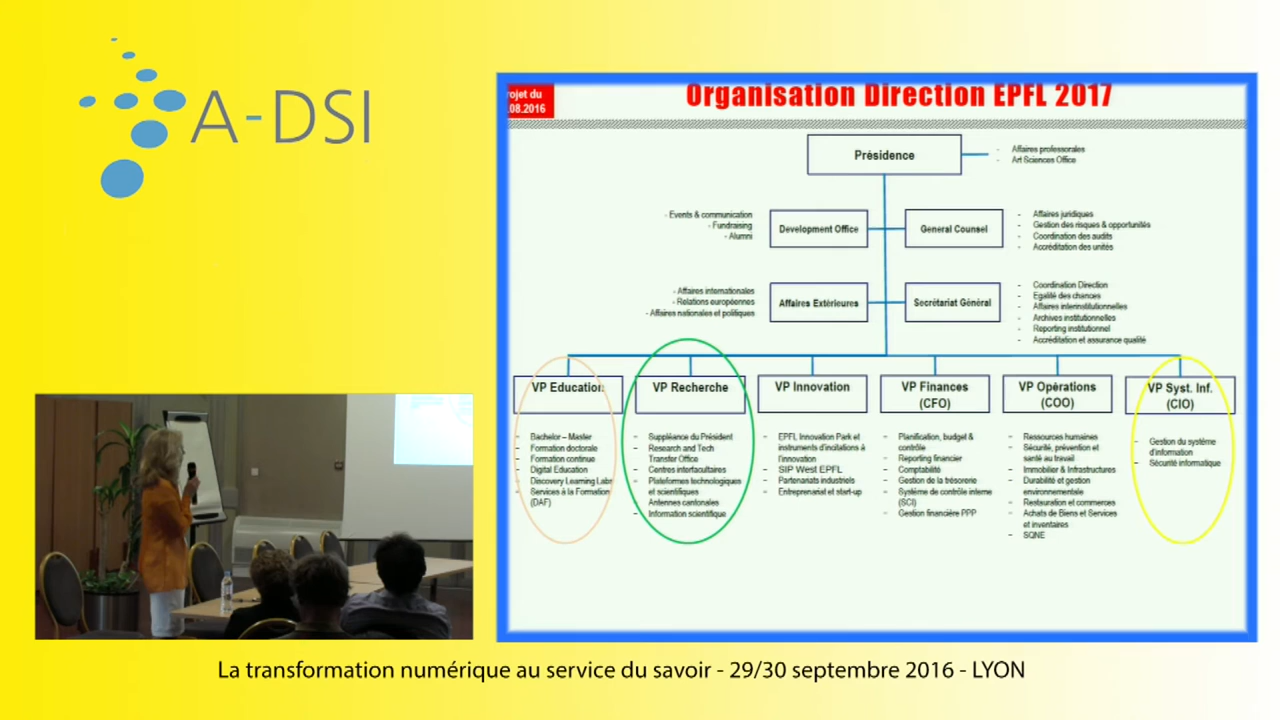 A-DSI
rojet du
.08.2016
Organisation Direction EPFL 2017
Présidence
- Affaires professorales
- Art Sciences Office
- Events & communication
- Fundraising
- Alumni
Development Office
General Counsel
- Affaires juridiques
- Gestion des risques & opportunités
- Coordination des audits
- Accréditation des unités
- Affaires internationales
- Relations européennes
- Affaires nationales et politiques
Affaires Extérieures
Secrétariat Général
- Coordination Direction
- Egalité des chances
- Affaires interinstitutionnelles
- Archives institutionnelles
- Reporting institutionnel
- Accréditation et assurance qualité
VP Education
- Bachelor – Master
- Formation doctorale
- Formation continue
- Digital Education
- Discovery Learning Labs
- Services à la Formation
(DAF)
VP Recherche
- Suppléance du Président
- Research and Tech
Transfer Office
- Centres interfacultaires
- Plateformes technologiques
et scientifiques
Antennes cantonales
- Information scientifique
VP Innovation
- EPFL Innovation Park et
instruments d'incitations à
l'innovation
- SIP West EPFL
- Partenariats industriels
- Entreprenariat et start-up
VP Finances
(CFO)
- Planification, budget &
contrôle
- Reporting financier
- Comptabilité
- Gestion de la trésorerie
- Système de contrôle interne
(SCI)
- Gestion financière PPP
VP Opérations
(COO)
- Ressources humaines
- Sécurité, prévention et
santé au travail
- Immobilier & Infrastructures
- Durabilité et gestion
environnementale
- Restauration et commerces
- Achats de Biens et Services
et inventaires
- SQNE
VP Syst. Inf.
(CIO)
- Gestion du système
d'information
- Sécurité informatique
La transformation numérique au service du savoir - 29/30 septembre 2016 - LYON